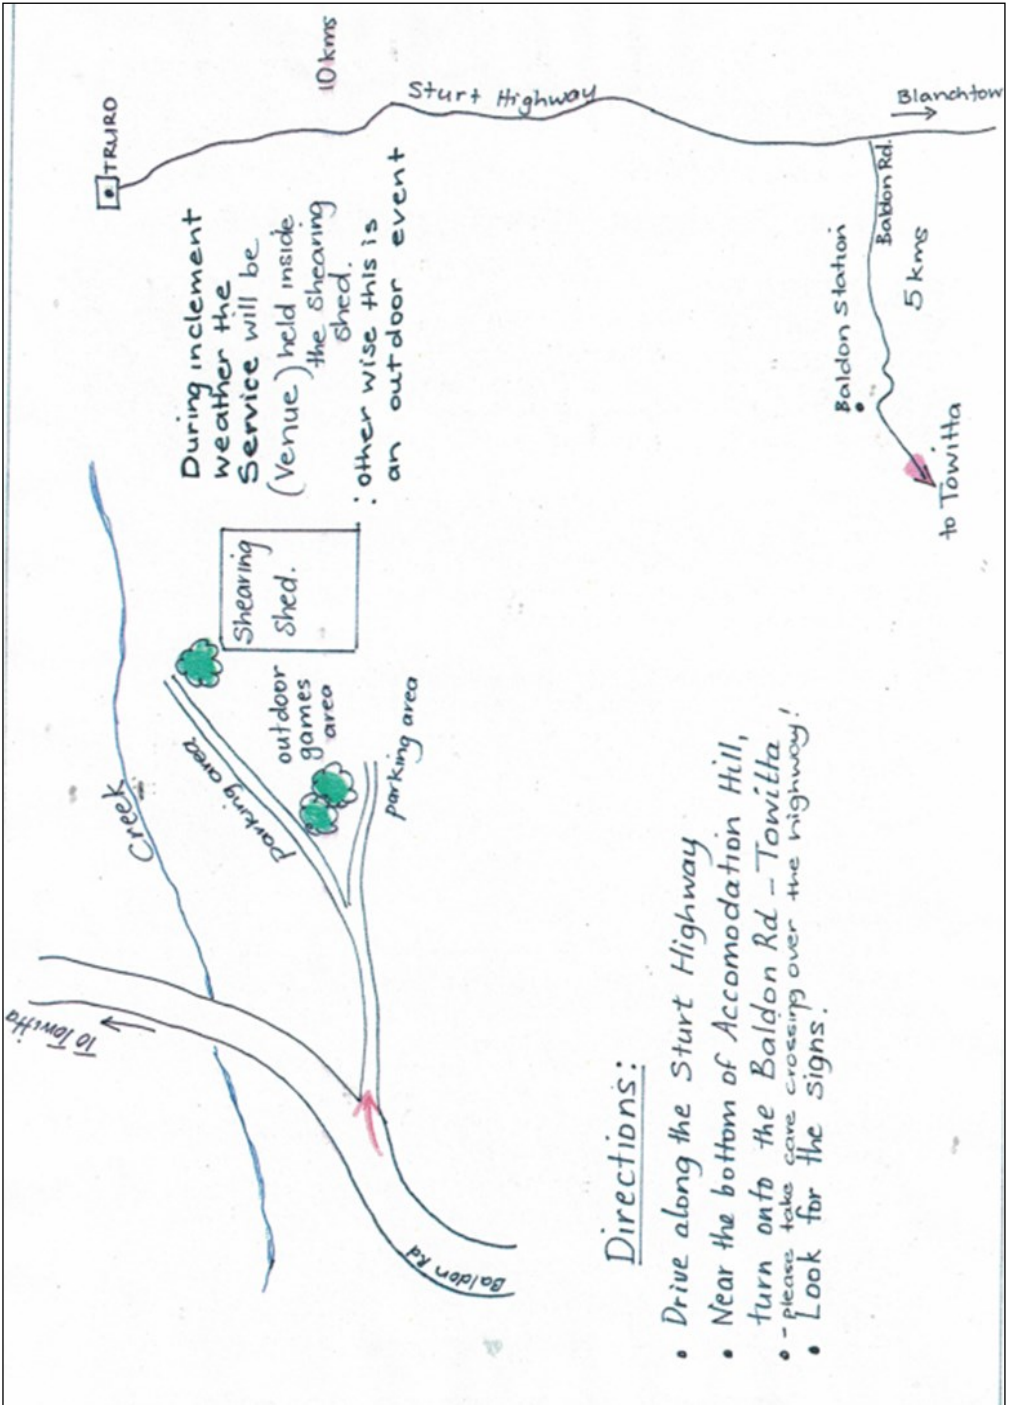 To Towitta
Creek
TRURO
10 kms
Sturt Highway
Blanchtow
During inclement
weather the
Service will be
(Venue) held inside
the shearing
shed.
: other wise this is
an outdoor event
Shearing
Shed.
parking area
outdoor
games
area
parking area
Baldon Rd
Baldon Station
Baldon Rd.
5 kms
to Towitta
Directions:
• Drive along the Sturt Highway
• Near the bottom of Accomodation Hill,
turn onto the Baldon Rd - Towitta
• - please take care crossing over the highway!
• Look for the signs.